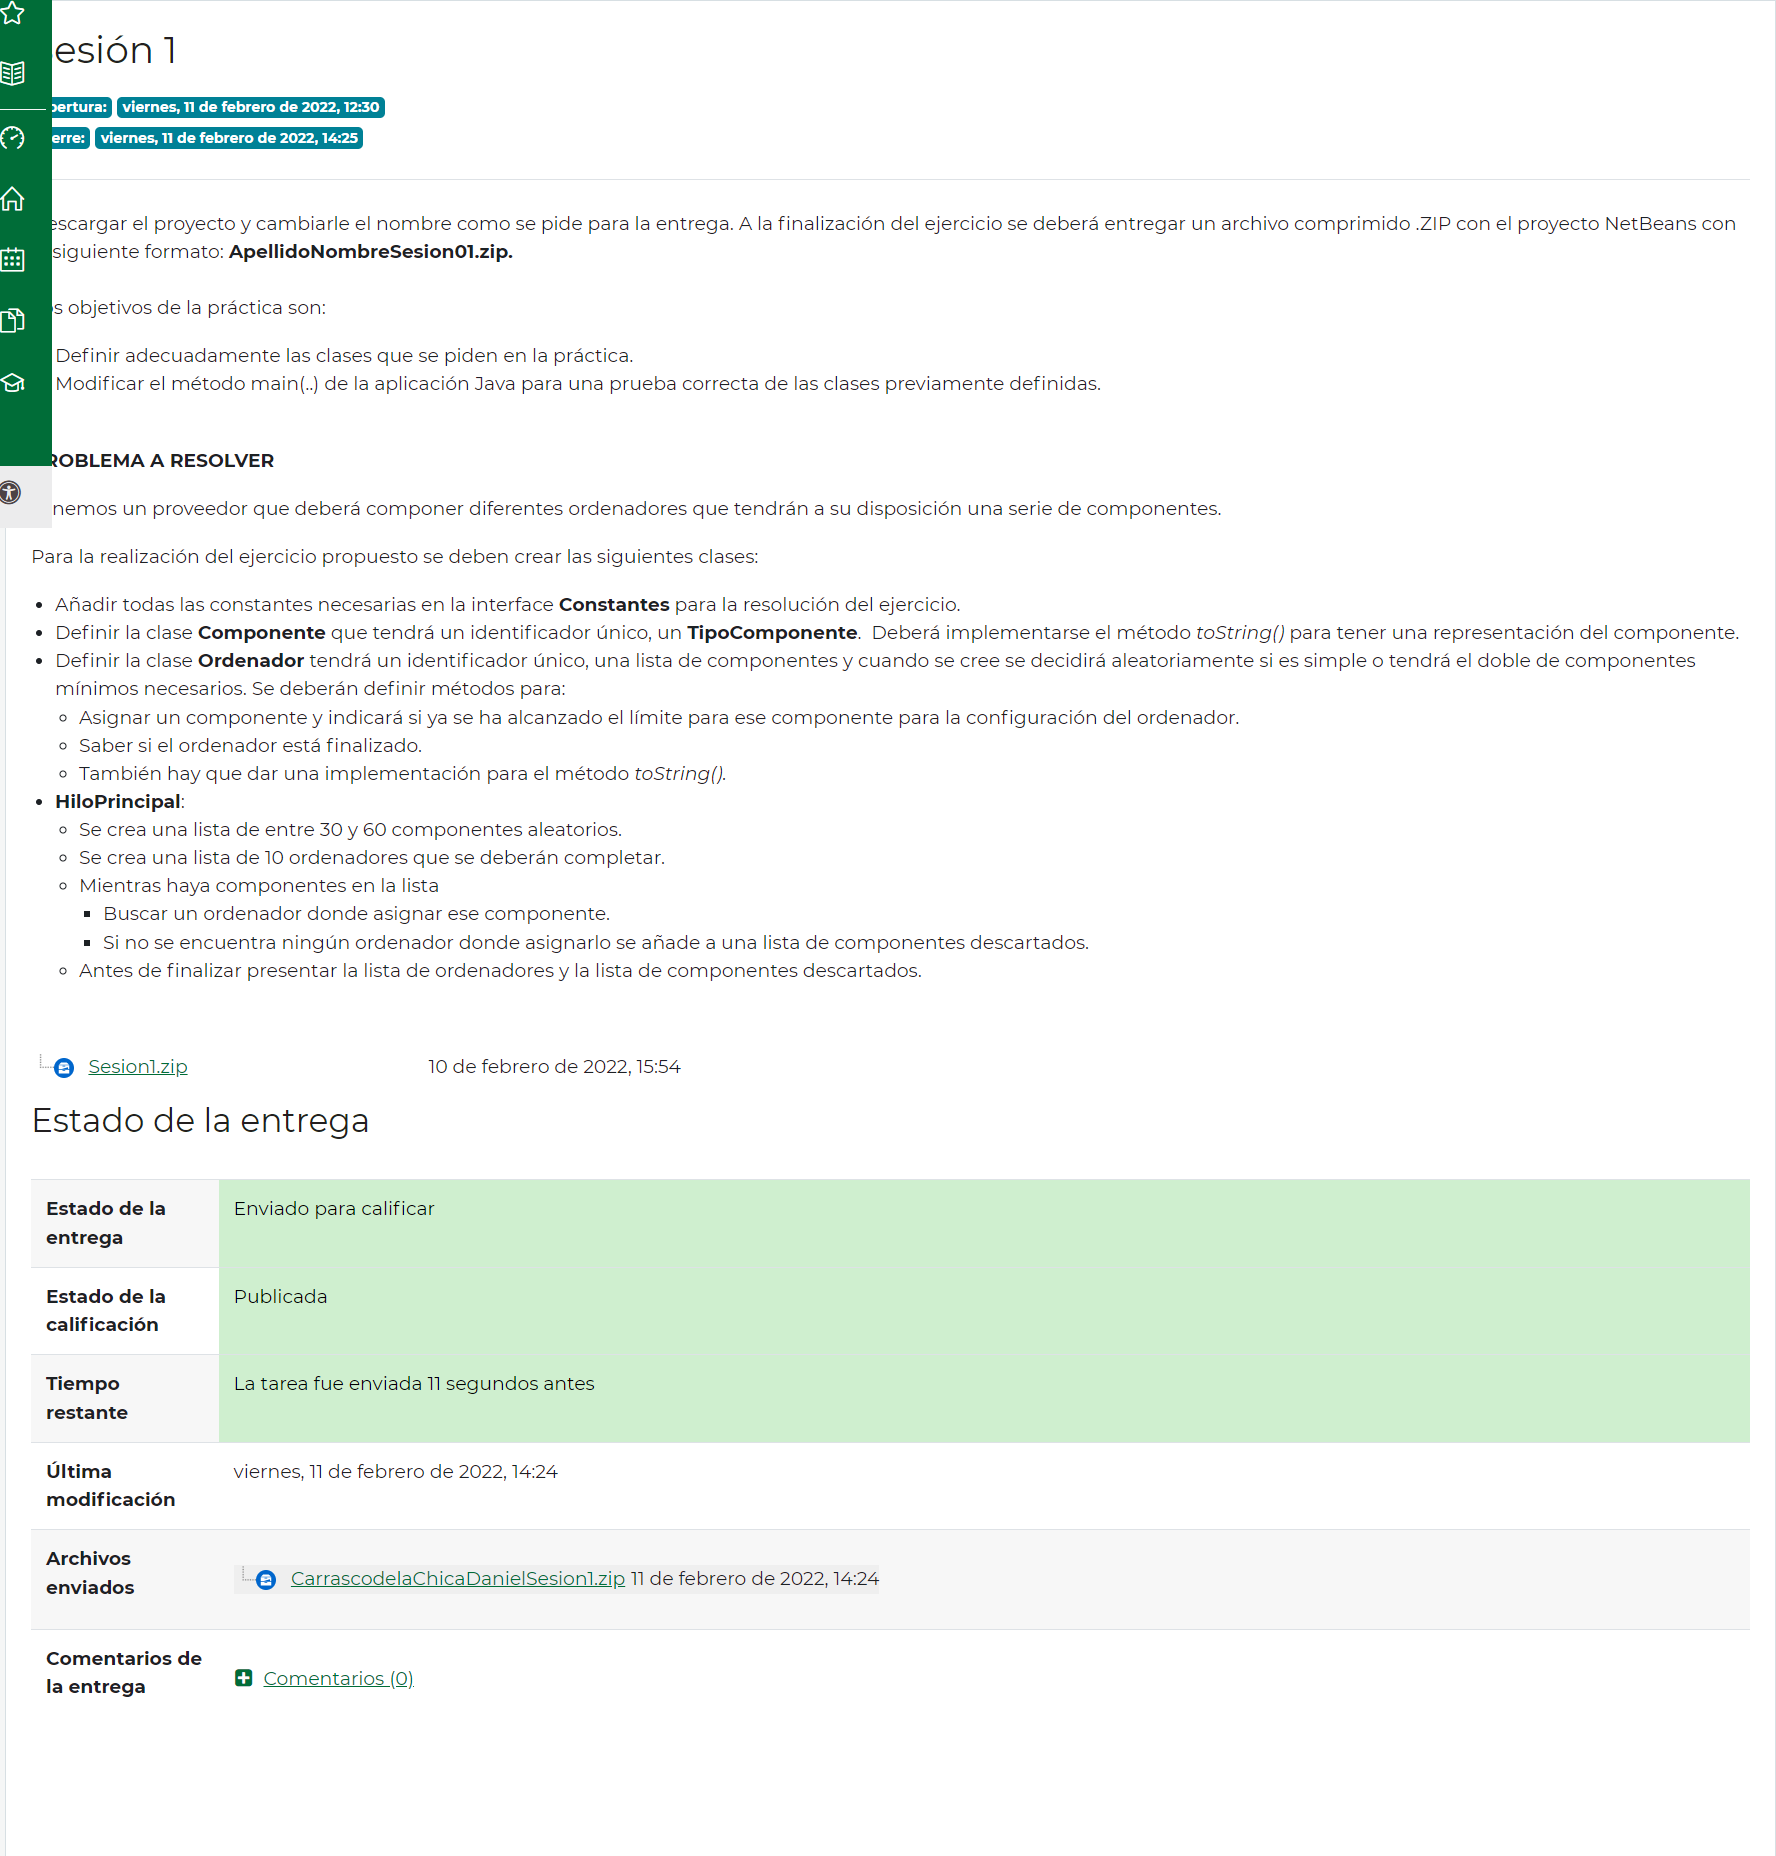 esión 1
ertura: viernes, 11 de febrero de 2022, 12:30
erre: viernes, 11 de febrero de 2022, 14:25
escargar el proyecto y cambiarle el nombre como se pide para la entrega. A la finalización del ejercicio se deberá entregar un archivo comprimido .ZIP con el proyecto NetBeans con
siguiente formato: ApellidoNombreSesion01.zip.
s objetivos de la práctica son:
Definir adecuadamente las clases que se piden en la práctica.
Modificar el método main(..) de la aplicación Java para una prueba correcta de las clases previamente definidas.
ROBLEMA A RESOLVER
nemos un proveedor que deberá componer diferentes ordenadores que tendrán a su disposición una serie de componentes.
Para la realización del ejercicio propuesto se deben crear las siguientes clases:
• Añadir todas las constantes necesarias en la interface Constantes para la resolución del ejercicio.
• Definir la clase Componente que tendrá un identificador único, un TipoComponente. Deberá implementarse el método toString() para tener una representación del componente.
• Definir la clase Ordenador tendrá un identificador único, una lista de componentes y cuando se cree se decidirá aleatoriamente si es simple o tendrá el doble de componentes
mínimos necesarios. Se deberán definir métodos para:
◦ Asignar un componente y indicará si ya se ha alcanzado el límite para ese componente para la configuración del ordenador.
◦ Saber si el ordenador está finalizado.
◦ También hay que dar una implementación para el método toString().
• HiloPrincipal:
◦ Se crea una lista de entre 30 y 60 componentes aleatorios.
◦ Se crea una lista de 10 ordenadores que se deberán completar.
◦ Mientras haya componentes en la lista
▪ Buscar un ordenador donde asignar ese componente.
▪ Si no se encuentra ningún ordenador donde asignarlo se añade a una lista de componentes descartados.
◦ Antes de finalizar presentar la lista de ordenadores y la lista de componentes descartados.
Sesion1.zip 10 de febrero de 2022, 15:54
Estado de la entrega
Estado de la
entrega
Enviado para calificar
Estado de la
calificación
Publicada
Tiempo
restante
La tarea fue enviada 11 segundos antes
Última
modificación
viernes, 11 de febrero de 2022, 14:24
Archivos
enviados
CarrascodelaChicaDanielSesion1.zip 11 de febrero de 2022, 14:24
Comentarios de
la entrega
Comentarios (0)